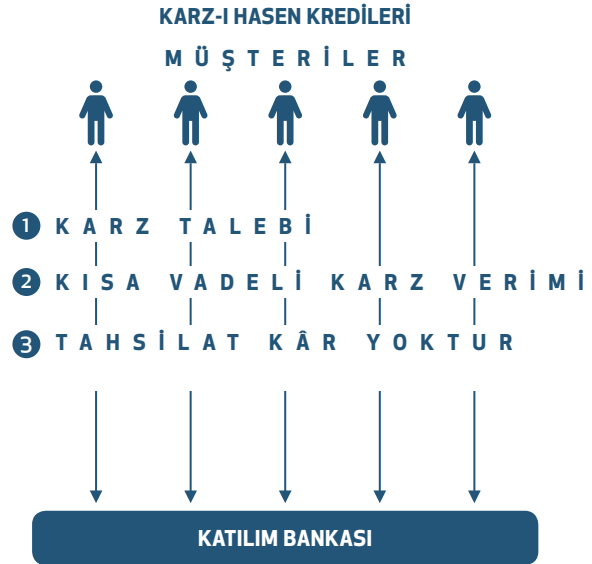 KARZ-I HASEN KREDİLERİ
MÜŞTERİLER
1 KARZ TALEBİ
2 KISA VADELİ KARZ VERİMİ
3 TAHSİLAT KÂR YOKTUR
KATILIM BANKASI